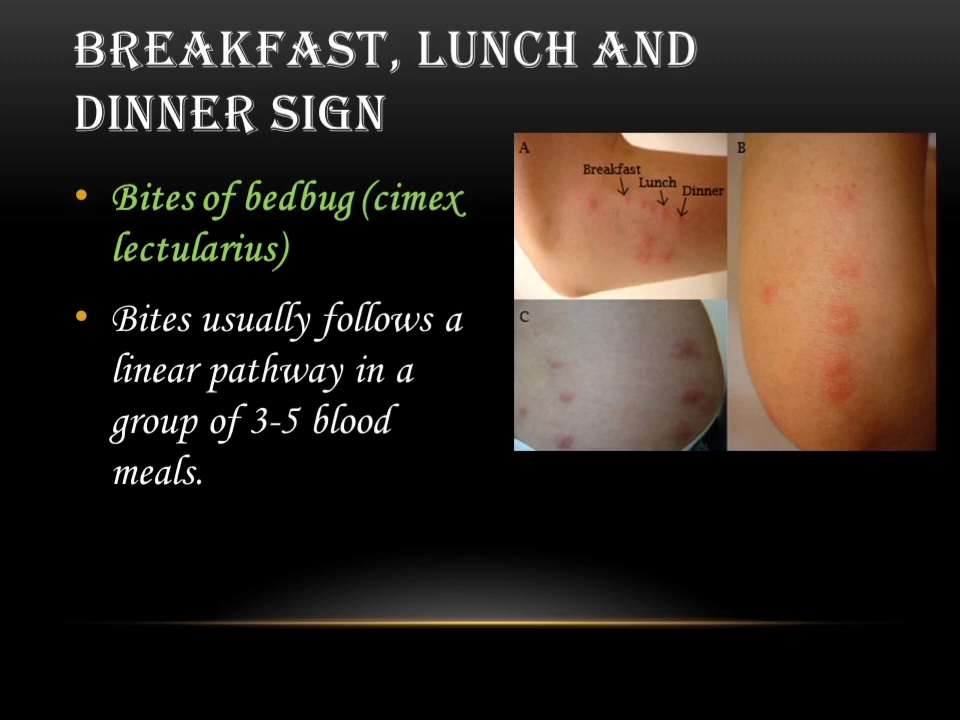 BREAKFAST, LUNCH AND
DINNER SIGN
• Bites of bedbug (cimex
lectularius)
• Bites usually follows a
linear pathway in a
group of 3-5 blood
meals.
A
Breakfast
Lunch
Dinner
B
C